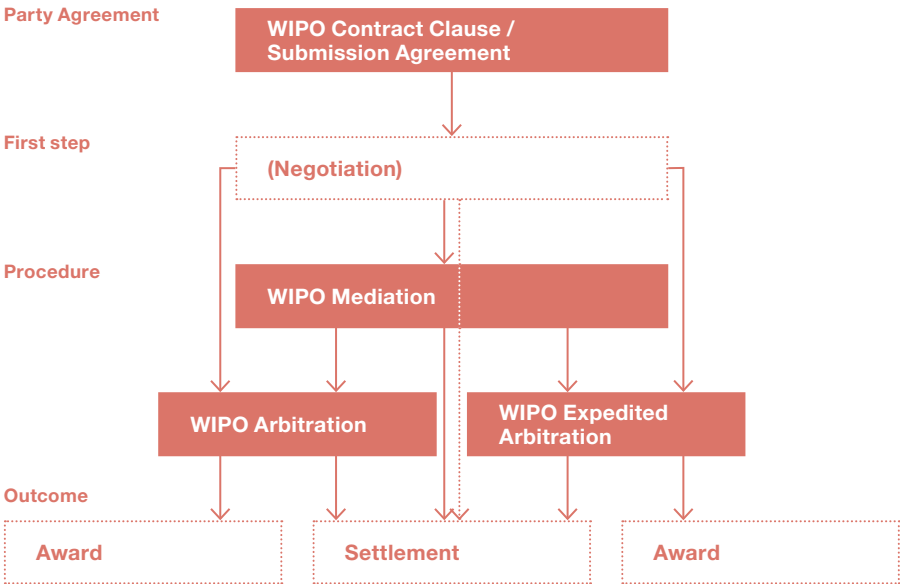 Party Agreement
WIPO Contract Clause /
Submission Agreement
First step
(Negotiation)
Procedure
WIPO Mediation
WIPO Arbitration
WIPO Expedited
Arbitration
Outcome
Award
Settlement
Award